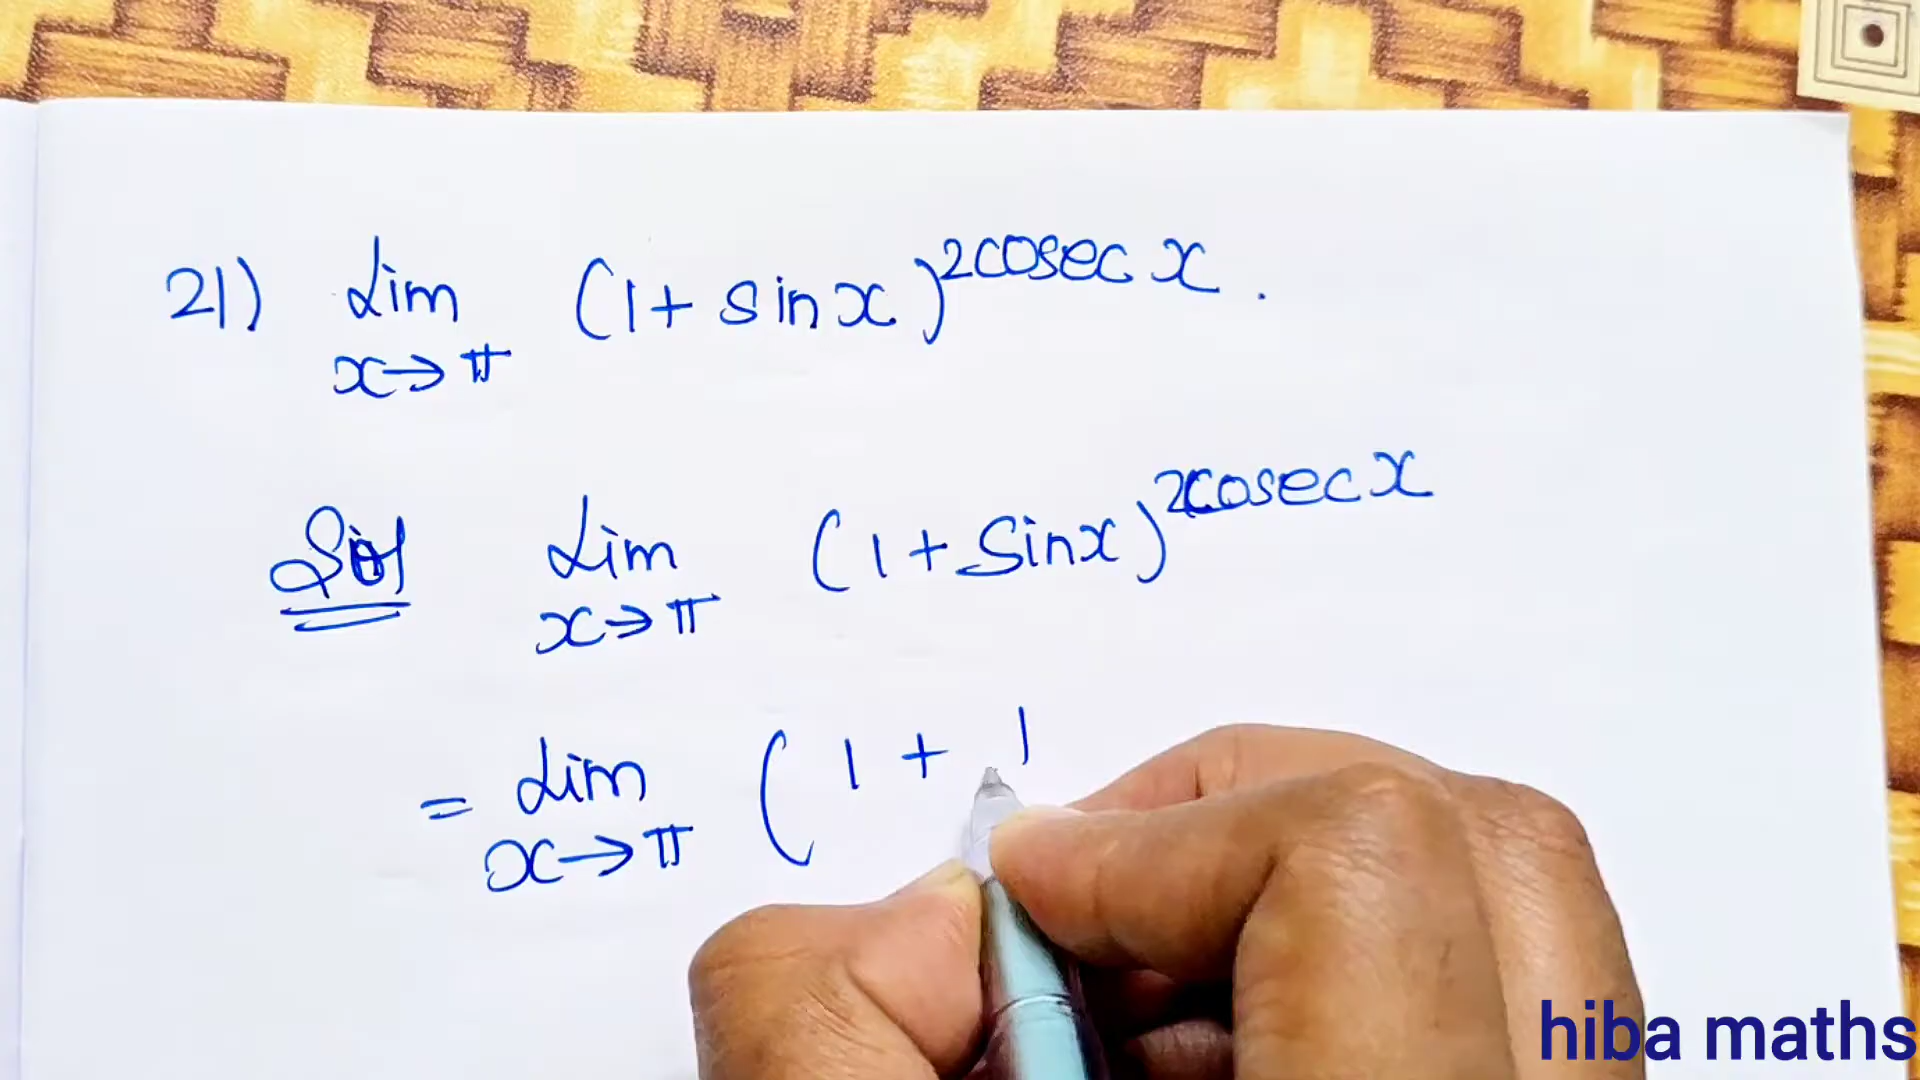 21) Lim (1 + sin x)^2cosec x.
x→π
Sol Lim (1 + Sin x)^2cosec x
x→π
= Lim ( 1 + 1
x→π
hiba maths